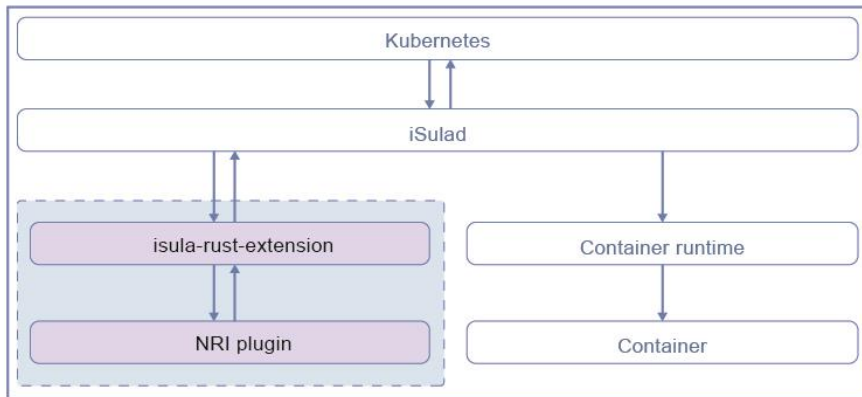 Kubernetes
iSulad
isula-rust-extension
Container runtime
NRI plugin
Container